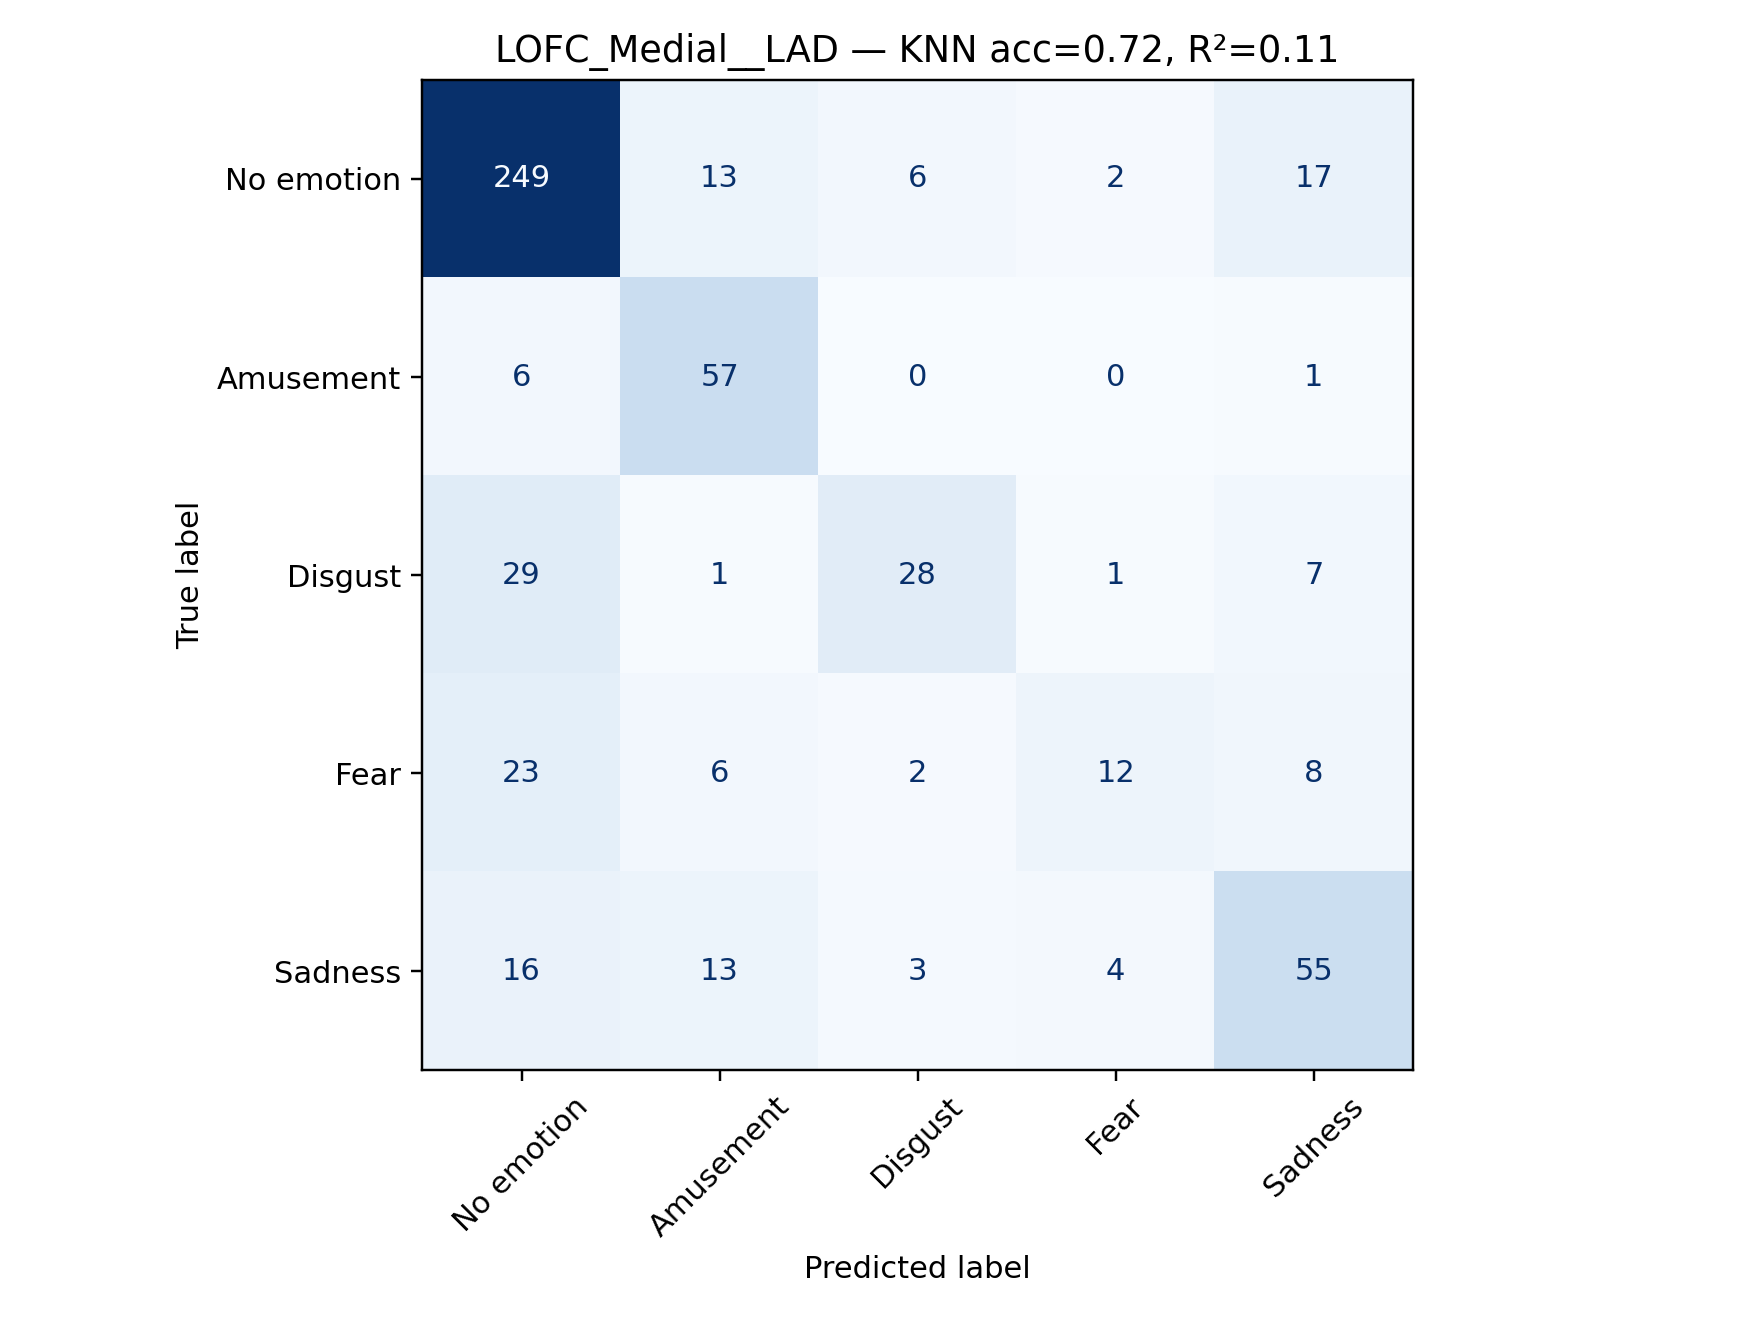 LOFC_Medial__LAD — KNN acc=0.72, R²=0.11
No emotion 249 13 6 2 17
Amusement 6 57 0 0 1
Disgust 29 1 28 1 7
Fear 23 6 2 12 8
Sadness 16 13 3 4 55
True label
No emotion Amusement Disgust Fear Sadness
Predicted label